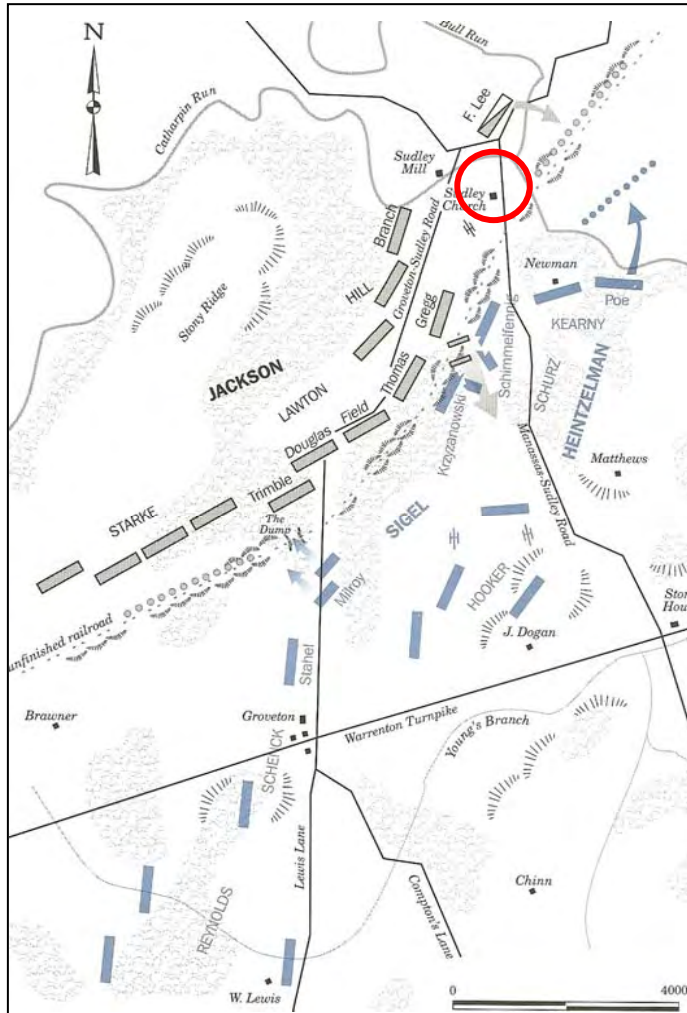 N
Bull Run
F. Lee
Catharpin Run
Sudley
Mill
Sudley
Church
Branch
Groveton-Sudley Road
Newman
Poe
HILL
Gregg
Schimmelfennig
KEARNY
Stony Ridge
JACKSON
LAWTON
Thomas
SCHURZ
HEINTZELMAN
Field
Douglas
Krzyzanowski
Manassas-Sudley Road
Matthews
Trimble
STARKE
The
Dump
SIGEL
Milroy
HOOKER
Ston
Hou
unfinished railroad
J. Dogan
Stahel
Brawner
Groveton
Warrenton Turnpike
Young's Branch
SCHENCK
Lewis Lane
Compton's Lane
Chinn
REYNOLDS
W. Lewis
0
4000